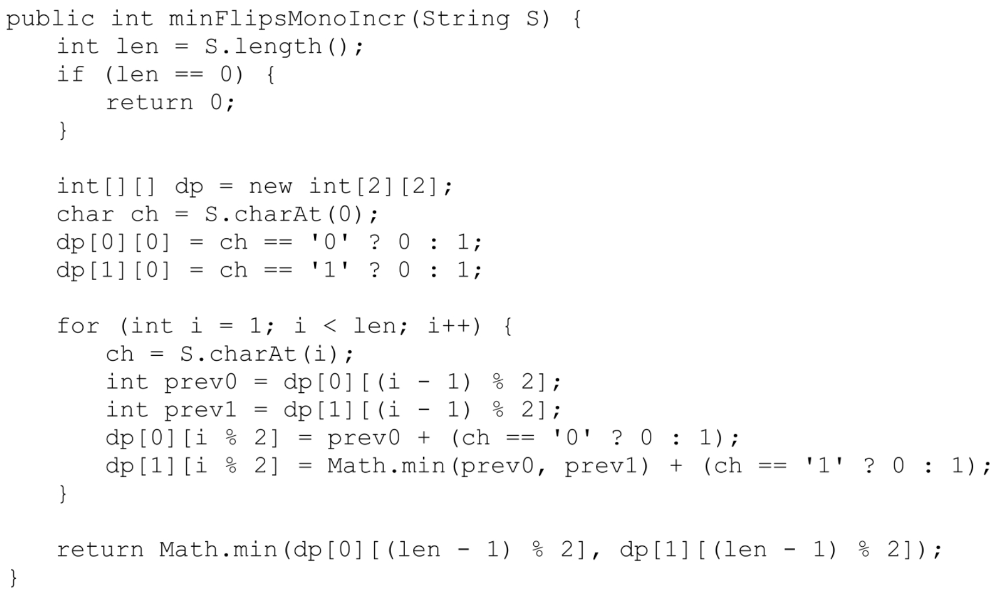 public int minFlipsMonoIncr(String S) {
    int len = S.length();
    if (len == 0) {
        return 0;
    }

    int[][] dp = new int[2][2];
    char ch = S.charAt(0);
    dp[0][0] = ch == '0' ? 0 : 1;
    dp[1][0] = ch == '1' ? 0 : 1;

    for (int i = 1; i < len; i++) {
        ch = S.charAt(i);
        int prev0 = dp[0][(i - 1) % 2];
        int prev1 = dp[1][(i - 1) % 2];
        dp[0][i % 2] = prev0 + (ch == '0' ? 0 : 1);
        dp[1][i % 2] = Math.min(prev0, prev1) + (ch == '1' ? 0 : 1);
    }

    return Math.min(dp[0][(len - 1) % 2], dp[1][(len - 1) % 2]);
}